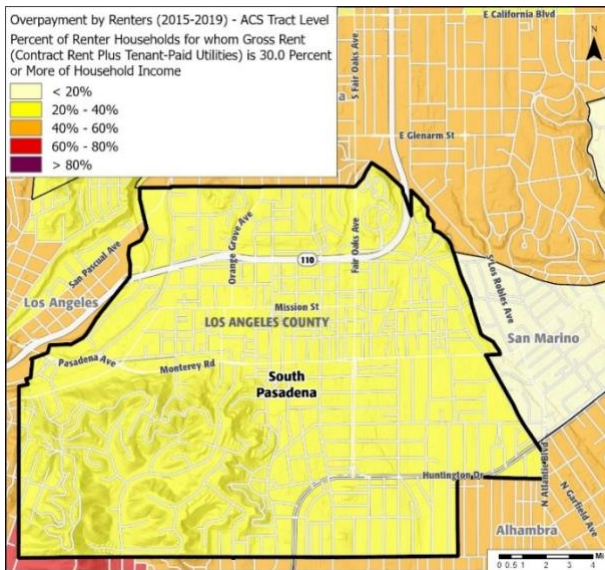 Overpayment by Renters (2015-2019) - ACS Tract Level
Percent of Renter Households for whom Gross Rent
(Contract Rent Plus Tenant-Paid Utilities) is 30.0 Percent
or More of Household Income
< 20%
20% - 40%
40% - 60%
60% - 80%
> 80%
E California Blvd
S Fair Oaks Ave
N
a
E Glenarm St
Orange Grove Ave
Fair Oaks Ave
San Pascual Ave
110
S Los Robles Ave
Los Angeles
Mission St
LOS ANGELES COUNTY
San Marino
Pasadena Ave
Monterey Rd
South
Pasadena
Huntington Dr
N Atlantic Blvd
N Garfield Ave
Alhambra
Mi
0 0.5 1 2 3 4